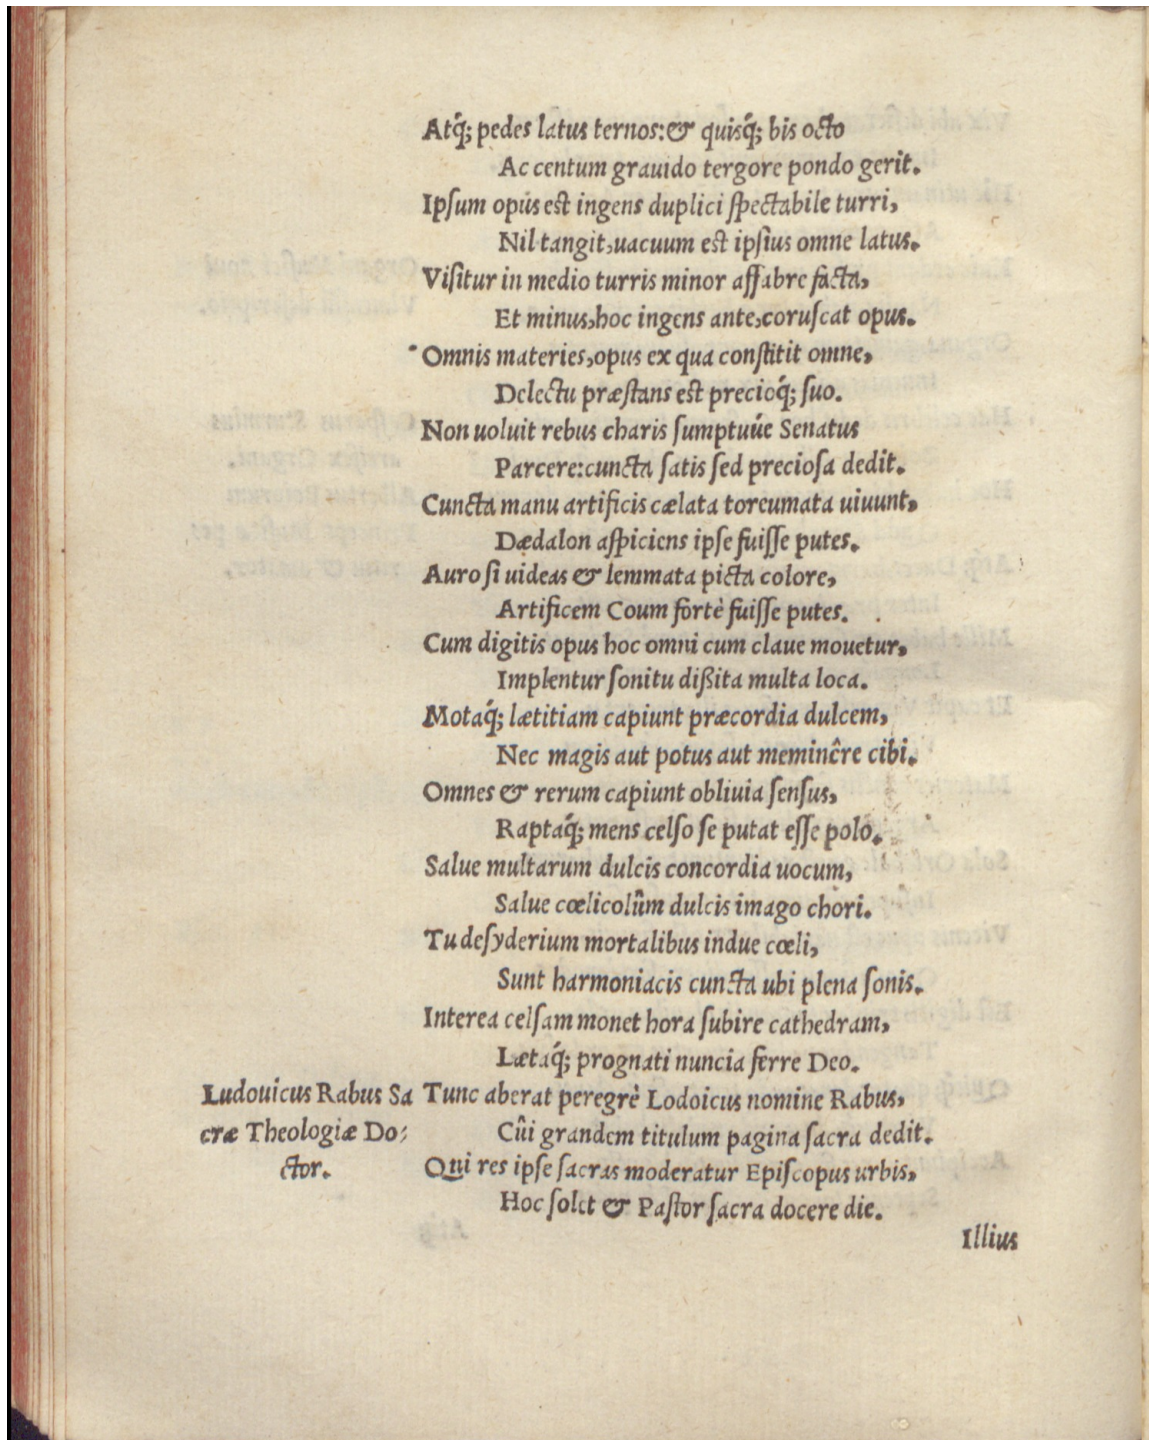 Atq́; pedes latus ternos:& quisq́; bis octo
Ac centum grauido tergore pondo gerit.
Ipsum opus est ingens duplici spectabile turri,
Nil tangit,uacuum est ipsius omne latus.
Visitur in medio turris minor affabre facta,
Et minus,hoc ingens ante,coruscat opus.
Omnis materies,opus ex qua constitit omne,
Delectu præstans est precioq́; suo.
Non uoluit rebus charis sumptuúe Senatus
Parcere:cuncta satis sed preciosa dedit.
Cuncta manu artificis cælata toreumata uiuunt,
Dædalon aspiciens ipse fuisse putes.
Auro si uideas & lemmata picta colore,
Artificem Coum fortè fuisse putes.
Cum digitis opus hoc omni cum claue mouetur,
Implentur sonitu dißita multa loca.
Motaq́; lætitiam capiunt præcordia dulcem,
Nec magis aut potus aut meminêre cibi.
Omnes & rerum capiunt obliuia sensus,
Raptaq́; mens celso se putat esse polo.
Salue multarum dulcis concordia uocum,
Salue cœlicolûm dulcis imago chori.
Tu desyderium mortalibus indue cœli,
Sunt harmoniacis cuncta ubi plena sonis.
Interea celsam monet hora subire cathedram,
Lætaq́; prognati nuncia ferre Deo.
Ludouicus Rabus Sa Tunc aberat peregrè Lodoicus nomine Rabus,
cræ Theologiæ Do⸗ Cûi grandem titulum pagina sacra dedit.
ctor. Qui res ipse sacras moderatur Episcopus urbis,
Hoc solet & Pastor sacra docere die.
Illius